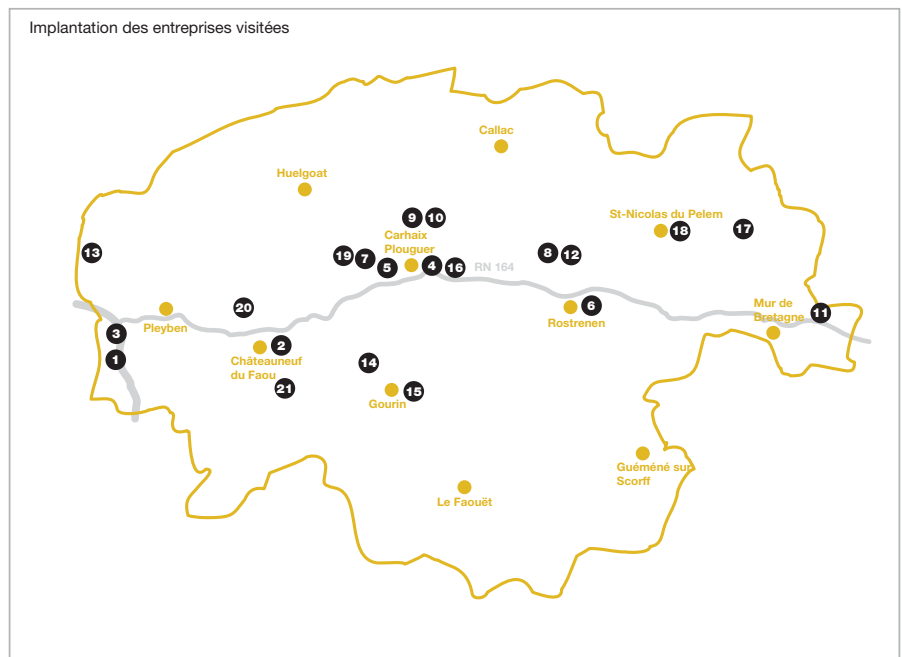 Implantation des entreprises visitées
Callac
Huelgoat
9
10
St-Nicolas du Pelem
18
17
Carhaix
Plouguer
13
19
7
5
4
16
RN 164
8
12
20
Pleyben
6
Rostrenen
Mur de
Bretagne
11
3
1
2
Châteauneuf
du Faou
21
14
15
Gourin
Guéméné sur
Scorff
Le Faouët